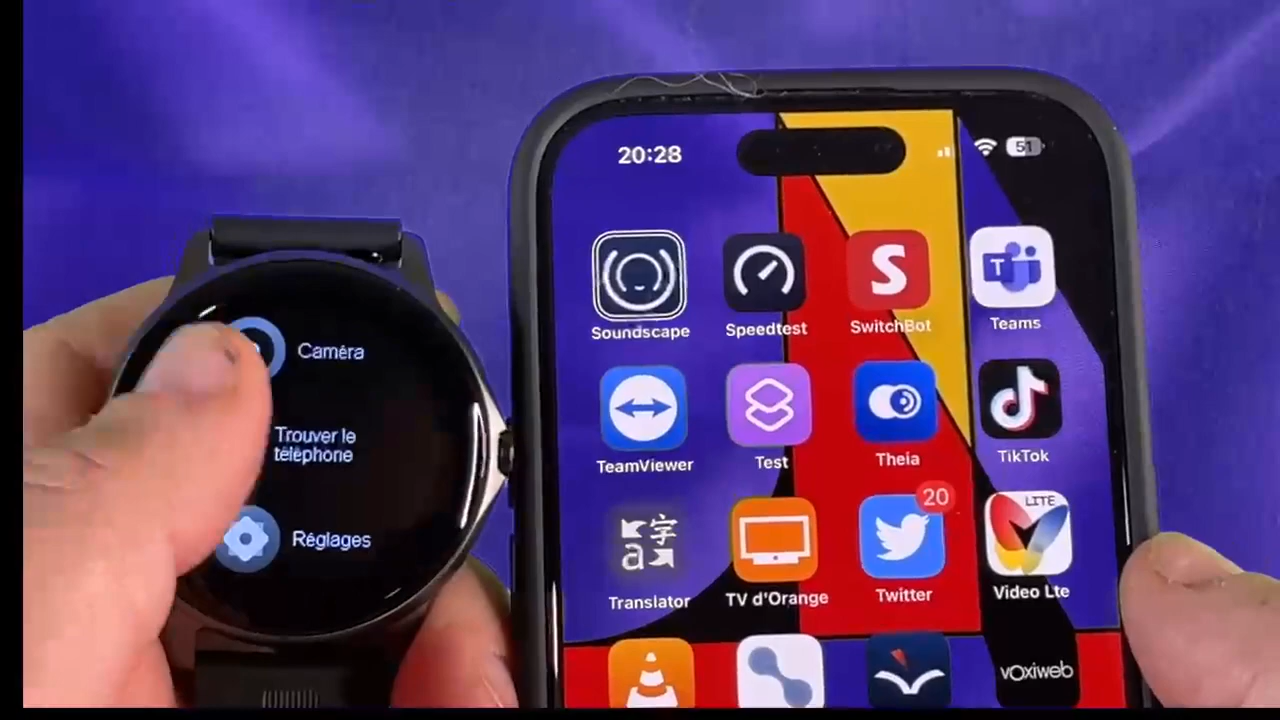 20:28
51
Soundscape
Speedtest
S
SwitchBot
T
Teams
TeamViewer
Test
Theia
TikTok
字
a
Translator
TV d'Orange
20
Twitter
LITE
Video Lte
voxiweb
Caméra
Trouver le
téléphone
Réglages